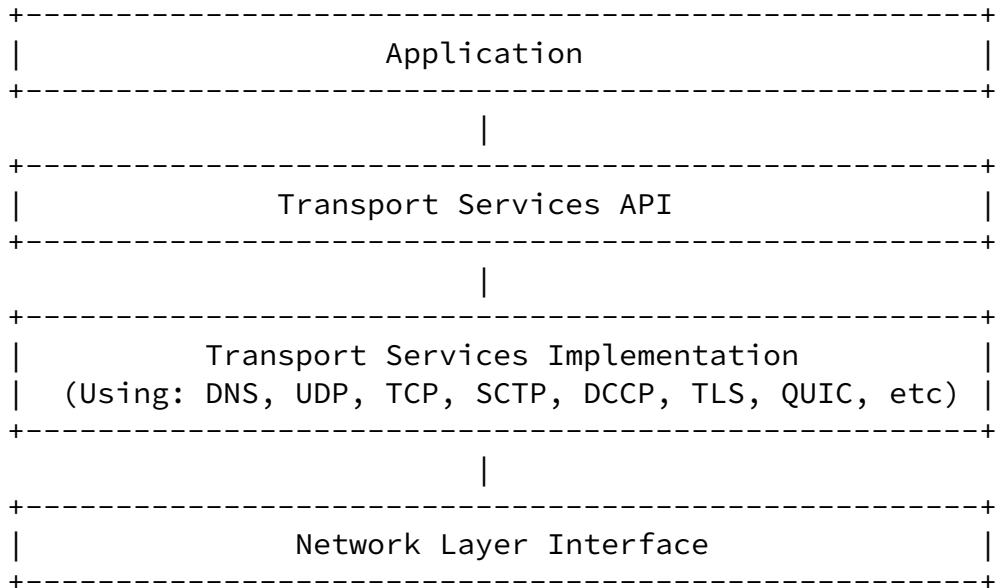 Application
Transport Services API
Transport Services Implementation
(Using: DNS, UDP, TCP, SCTP, DCCP, TLS, QUIC, etc)
Network Layer Interface